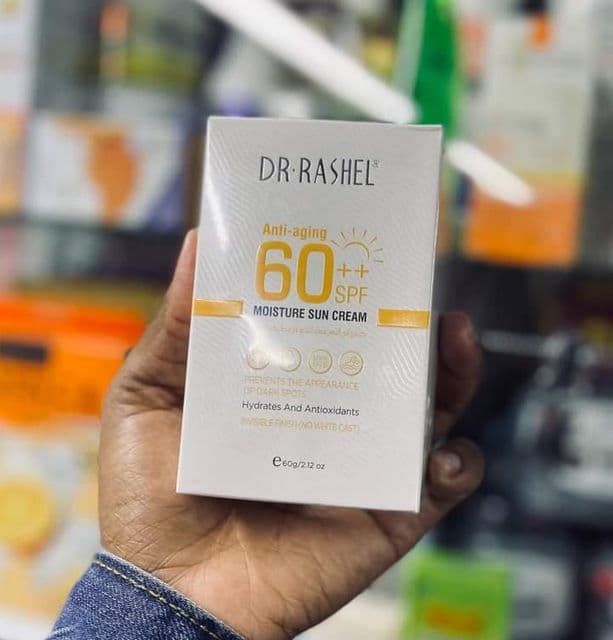 DR·RASHEL®
Anti-aging
60++
SPF
MOISTURE SUN CREAM
PREVENTS THE APPEARANCE
OF DARK SPOTS
Hydrates And Antioxidants
INVISIBLE FINISH (NO WHITE CAST)
℮60g/2.12 oz